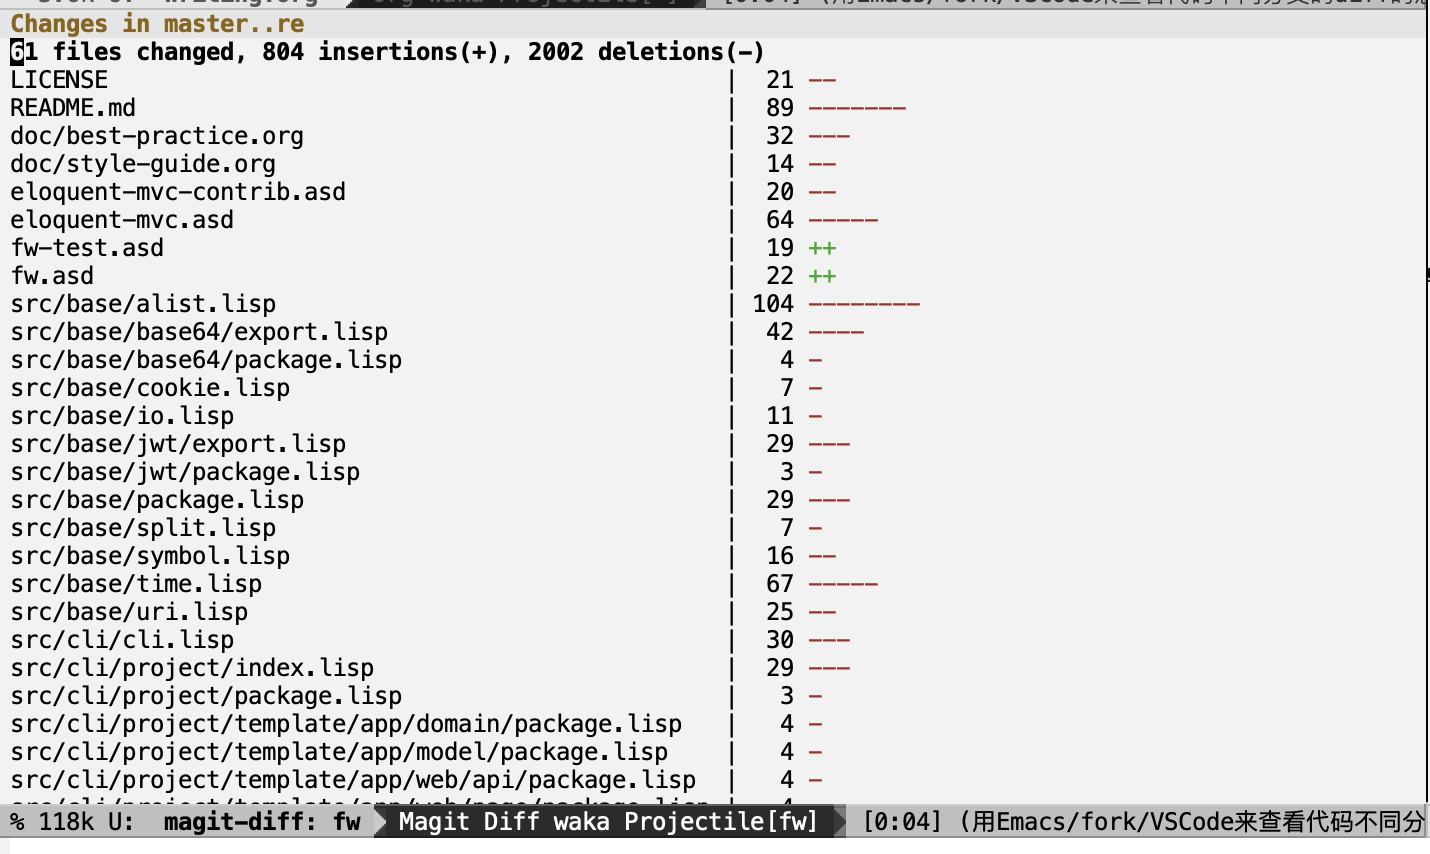 Changes in master..re
61 files changed, 804 insertions(+), 2002 deletions(-)
LICENSE | 21 --
README.md | 89 -------
doc/best-practice.org | 32 ---
doc/style-guide.org | 14 --
eloquent-mvc-contrib.asd | 20 --
eloquent-mvc.asd | 64 -----
fw-test.asd | 19 ++
fw.asd | 22 ++
src/base/alist.lisp | 104 --------
src/base/base64/export.lisp | 42 ----
src/base/base64/package.lisp | 4 -
src/base/cookie.lisp | 7 -
src/base/io.lisp | 11 -
src/base/jwt/export.lisp | 29 ---
src/base/jwt/package.lisp | 3 -
src/base/package.lisp | 29 ---
src/base/split.lisp | 7 -
src/base/symbol.lisp | 16 --
src/base/time.lisp | 67 -----
src/base/uri.lisp | 25 --
src/cli/cli.lisp | 30 ---
src/cli/project/index.lisp | 29 ---
src/cli/project/package.lisp | 3 -
src/cli/project/template/app/domain/package.lisp | 4 -
src/cli/project/template/app/model/package.lisp | 4 -
src/cli/project/template/app/web/api/package.lisp | 4 -
% 118k U: magit-diff: fw Magit Diff waka Projectile[fw] [0:04] (用Emacs/fork/VSCode来查看代码不同分